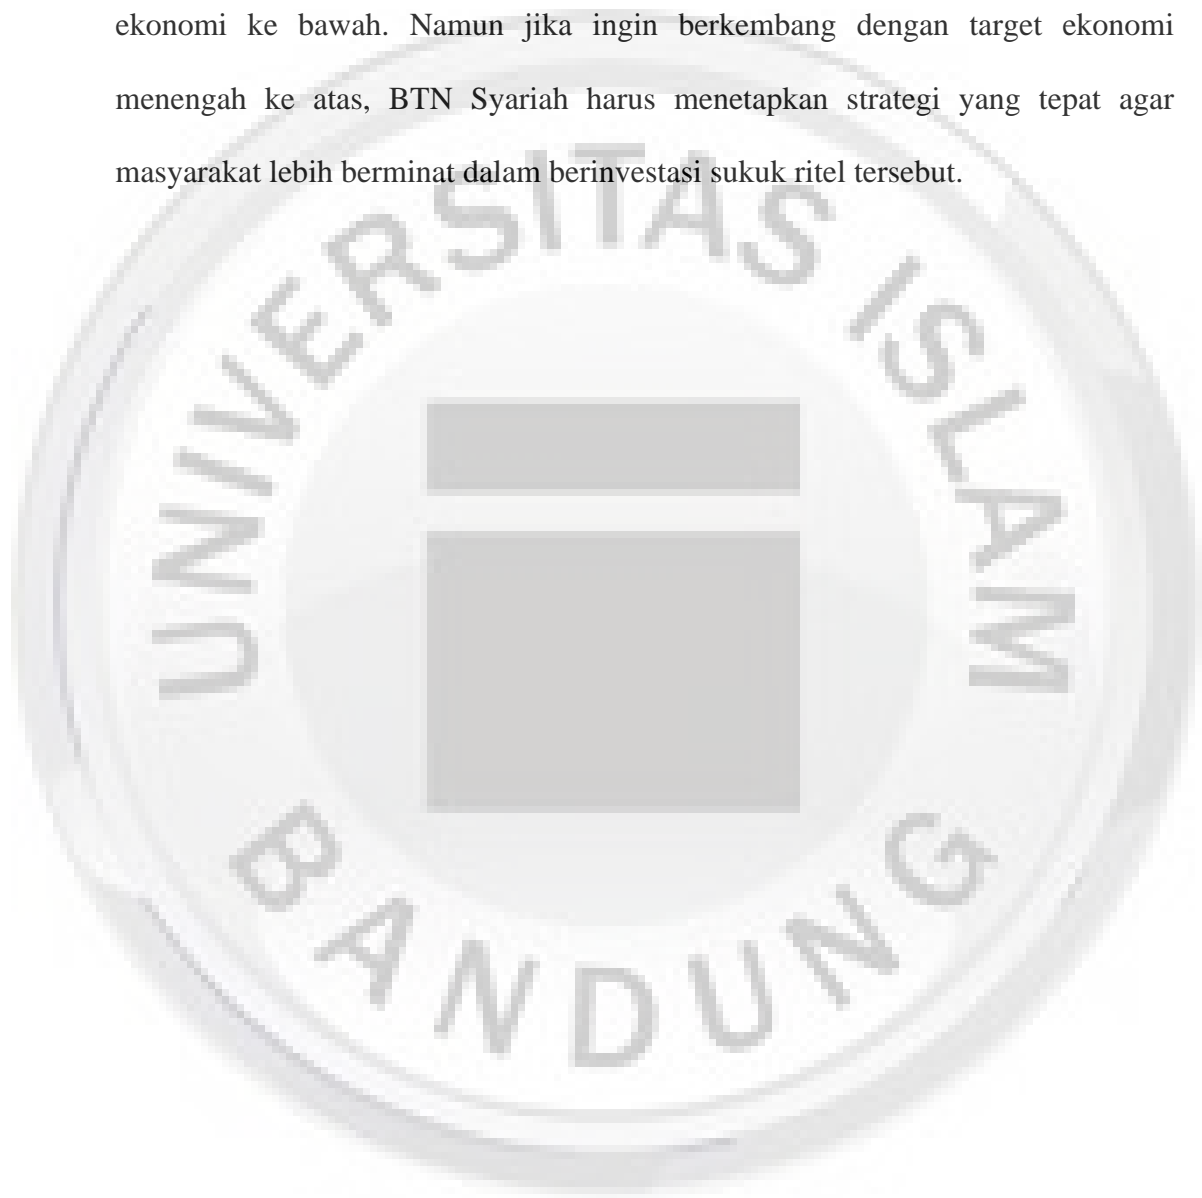 ekonomi ke bawah. Namun jika ingin berkembang dengan target ekonomi
menengah ke atas, BTN Syariah harus menetapkan strategi yang tepat agar
masyarakat lebih berminat dalam berinvestasi sukuk ritel tersebut.
UNIVERSITAS ISLAM
BANDUNG